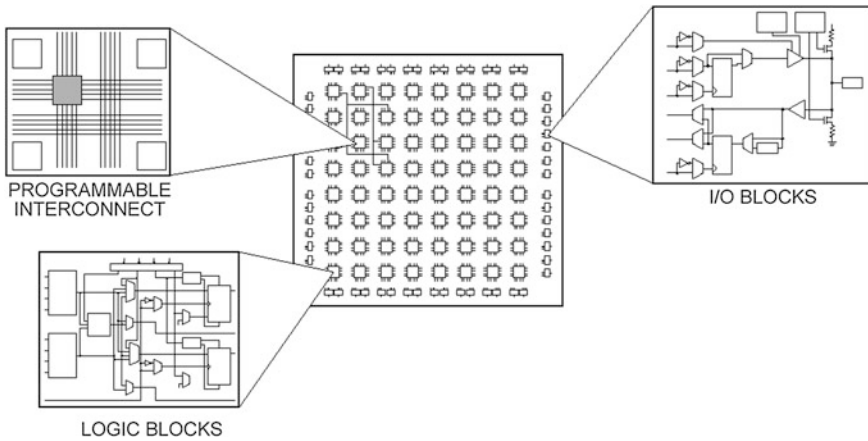 PROGRAMMABLE
INTERCONNECT
I/O BLOCKS
LOGIC BLOCKS